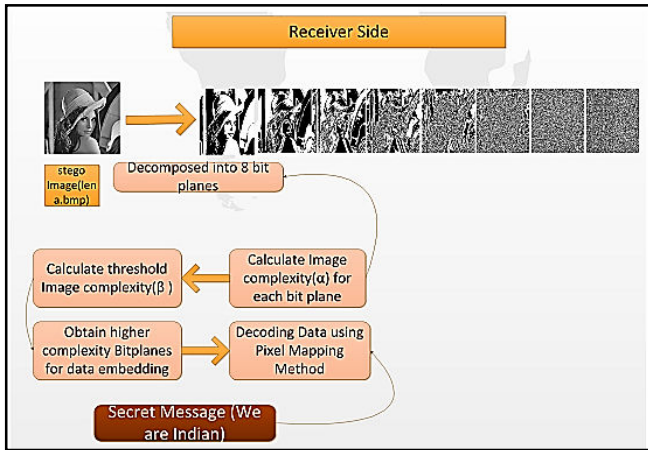 Receiver Side
stego
Image(len
a.bmp)
Decomposed into 8 bit
planes
Calculate threshold
Image complexity(β )
Calculate Image
complexity(α) for
each bit plane
Obtain higher
complexity Bitplanes
for data embedding
Decoding Data using
Pixel Mapping
Method
Secret Message (We
are Indian)